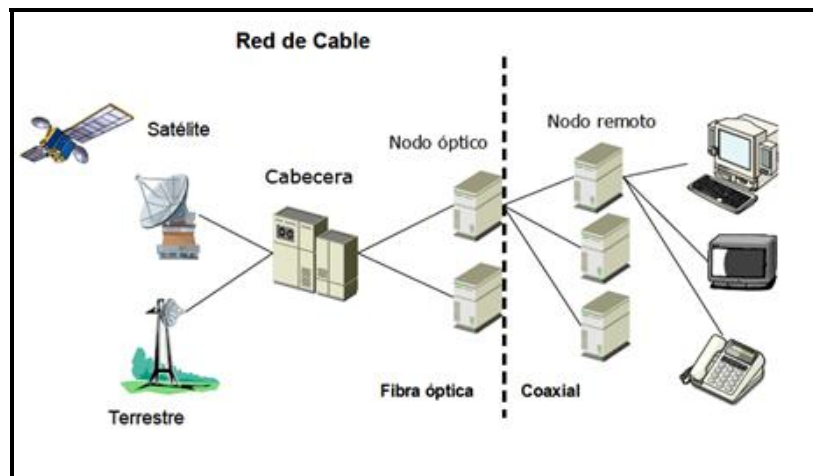 Red de Cable
Satélite
Nodo óptico
Nodo remoto
Cabecera
Fibra óptica
Coaxial
Terrestre